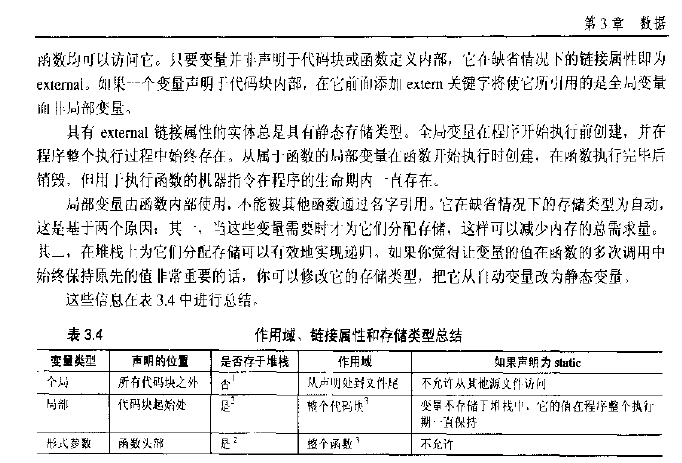 第 3 章 数据
函数均可以访问它。只要变量并非声明于代码块或函数定义内部，它在缺省情况下的链接属性即为
external。如果一个变量声明于代码块内部，在它前面添加 extern 关键字将使它所引用的是全局变量
而非局部变量。
具有 external 链接属性的实体总是具有静态存储类型。全局变量在程序开始执行前创建，并在
程序整个执行过程中始终存在。从属于函数的局部变量在函数开始执行时创建，在函数执行完毕后
销毁，但用于执行函数的机器指令在程序的生命期内一直存在。
局部变量由函数内部使用，不能被其他函数通过名字引用。它在缺省情况下的存储类型为自动，
这是基于两个原因：其一，当这些变量需要时才为它们分配存储，这样可以减少内存的总需求量。
其二，在堆栈上为它们分配存储可以有效地实现递归。如果你觉得让变量的值在函数的多次调用中
始终保持原先的值非常重要的话，你可以修改它的存储类型，把它从自动变量改为静态变量。
这些信息在表 3.4 中进行总结。
表 3.4 作用域、链接属性和存储类型总结
变量类型 声明的位置 是否存于堆栈 作用域 如果声明为 static
全局 所有代码块之外 否1 从声明处到文件尾 不允许从其他源文件访问
局部 代码块起始处 是2 整个代码块3 变量不存储于堆栈中，它的值在程序整个执行
期一直保持
形式参数 函数头部 是2 整个函数3 不允许